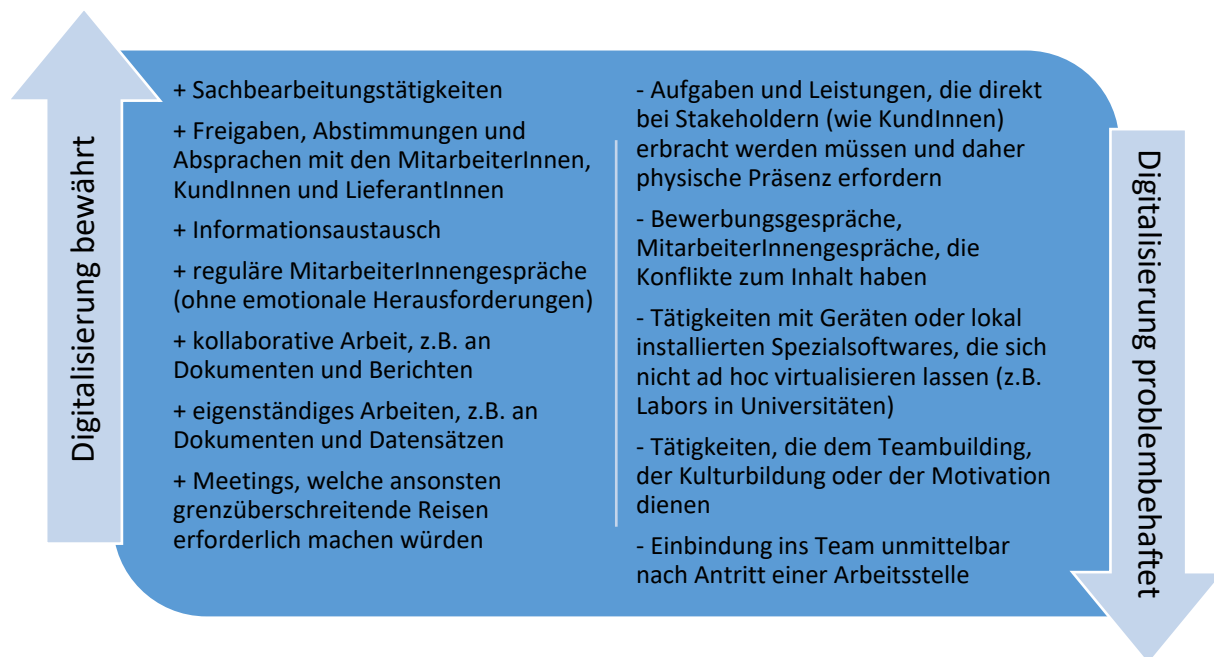 Digitalisierung bewährt
+ Sachbearbeitungstätigkeiten
+ Freigaben, Abstimmungen und
Absprachen mit den MitarbeiterInnen,
KundInnen und LieferantInnen
+ Informationsaustausch
+ reguläre MitarbeiterInnengespräche
(ohne emotionale Herausforderungen)
+ kollaborative Arbeit, z.B. an
Dokumenten und Berichten
+ eigenständiges Arbeiten, z.B. an
Dokumenten und Datensätzen
+ Meetings, welche ansonsten
grenzüberschreitende Reisen
erforderlich machen würden
- Aufgaben und Leistungen, die direkt
bei Stakeholdern (wie KundInnen)
erbracht werden müssen und daher
physische Präsenz erfordern
- Bewerbungsgespräche,
MitarbeiterInnengespräche, die
Konflikte zum Inhalt haben
- Tätigkeiten mit Geräten oder lokal
installierten Spezialsoftwares, die sich
nicht ad hoc virtualisieren lassen (z.B.
Labors in Universitäten)
- Tätigkeiten, die dem Teambuilding,
der Kulturbildung oder der Motivation
dienen
- Einbindung ins Team unmittelbar
nach Antritt einer Arbeitsstelle
Digitalisierung problembehaftet